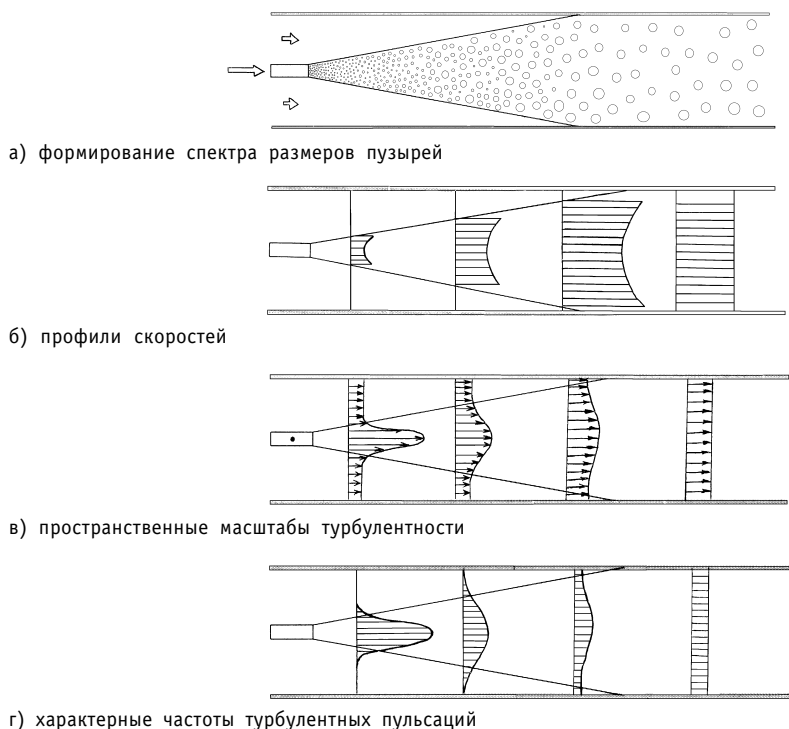 а) формирование спектра размеров пузырей
б) профили скоростей
в) пространственные масштабы турбулентности
г) характерные частоты турбулентных пульсаций